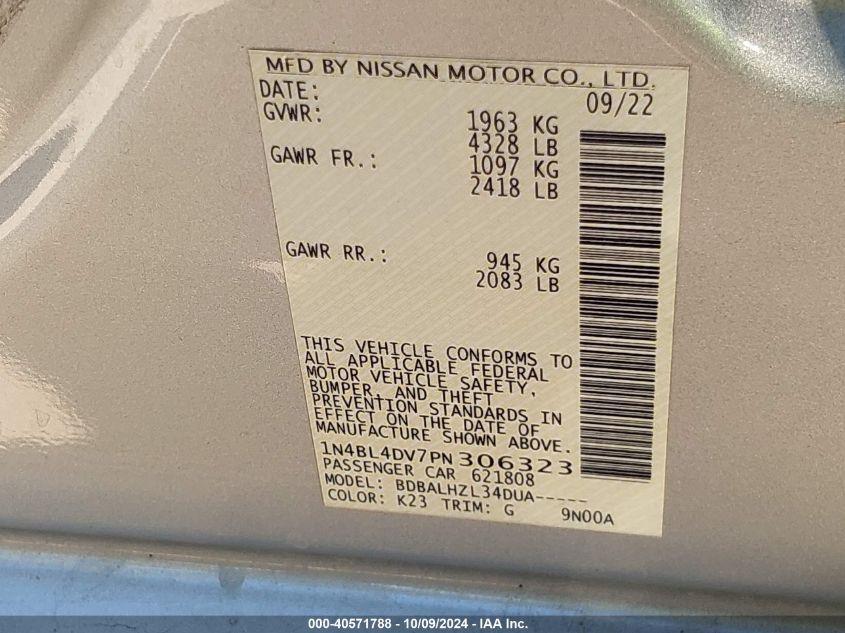 MFD BY NISSAN MOTOR CO., LTD.
DATE: 09/22
GVWR: 1963 KG
4328 LB
GAWR FR.: 1097 KG
2418 LB
GAWR RR.: 945 KG
2083 LB
THIS VEHICLE CONFORMS TO
ALL APPLICABLE FEDERAL
MOTOR VEHICLE SAFETY,
BUMPER, AND THEFT
PREVENTION STANDARDS IN
EFFECT ON THE DATE OF
MANUFACTURE SHOWN ABOVE.
1N4BL4DV7PN306323
PASSENGER CAR 621808
MODEL: BDBALHZL34DUA-----
COLOR: K23 TRIM: G 9N00A
000-40571788 - 10/09/2024 - IAA Inc.